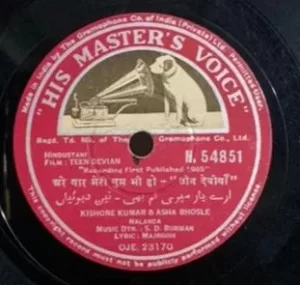 Made in India by The Gramophone Co. of India (Private) Ltd.
"HIS MASTER'S VOICE"
Regd. Td. Mk. of The Gramophone Co., Ltd.
HINDUSTANI
FILM : TEEN DEVIAN
N. 54851
"Recording First Published 1965"
अरे यार मेरी तुम भी हो - "तीन देवीयाँ"
ارے یار میری تم بھی - تین دیویاں
KISHORE KUMAR & ASHA BHOSLE
NALANDA
MUSIC DTR. - S. D. BURMAN
LYRIC: MAJROOH
OJE. 23170
This copyright record must not be publicly performed without